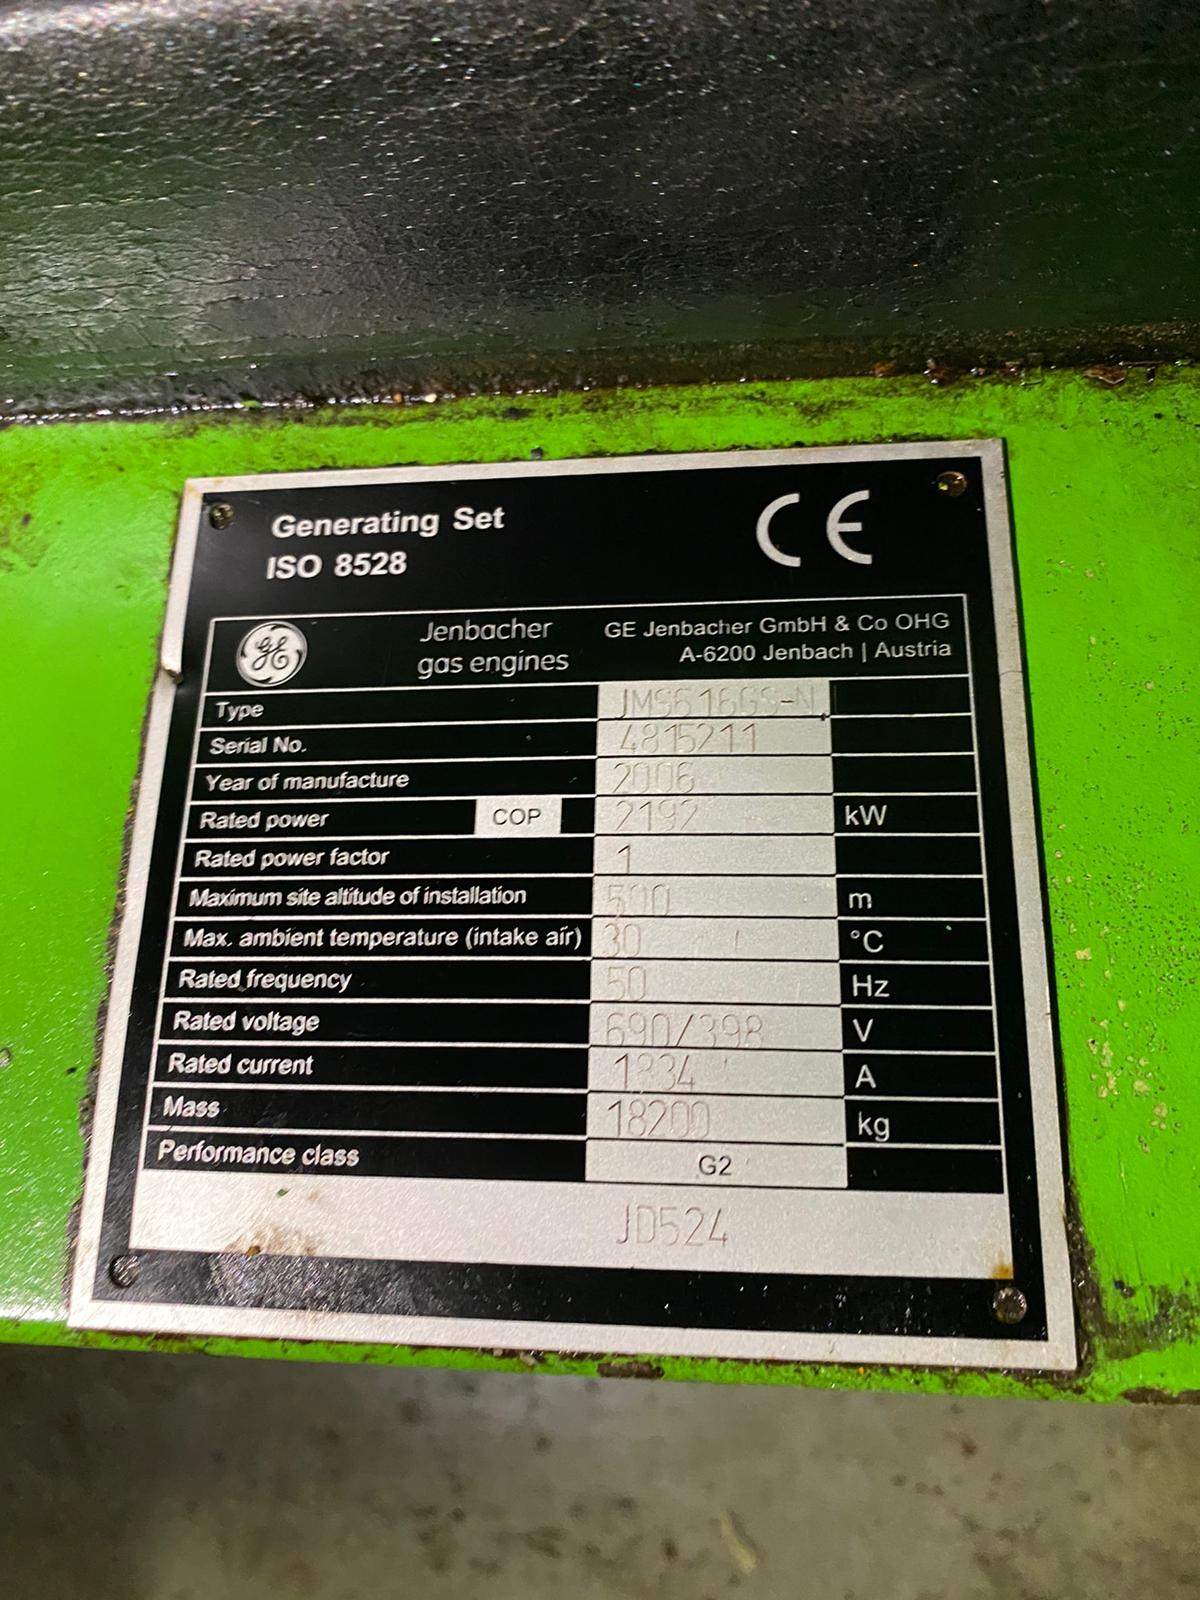 Generating Set
ISO 8528
CE
GE
Jenbacher
gas engines
GE Jenbacher GmbH & Co OHG
A-6200 Jenbach | Austria
Type JMS616GS-N.
Serial No. 4815211
Year of manufacture 2006
Rated power COP 2192 kW
Rated power factor 1
Maximum site altitude of installation 500 m
Max. ambient temperature (intake air) 30 °C
Rated frequency 50 Hz
Rated voltage 690/398 V
Rated current 1834 A
Mass 18200 kg
Performance class G2
JD524